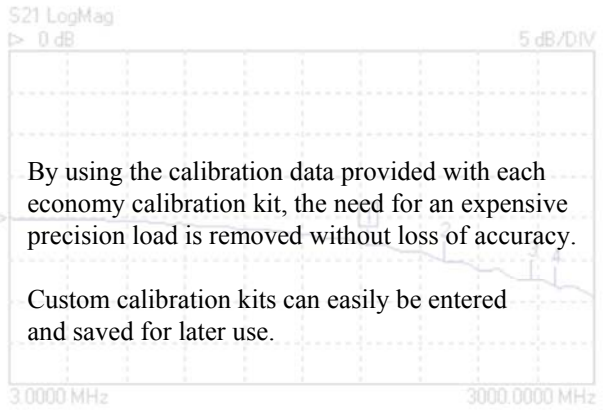 S21 LogMag
▷ 0 dB 5 dB/DIV
By using the calibration data provided with each
economy calibration kit, the need for an expensive
precision load is removed without loss of accuracy.
Custom calibration kits can easily be entered
and saved for later use.
3.0000 MHz 3000.0000 MHz